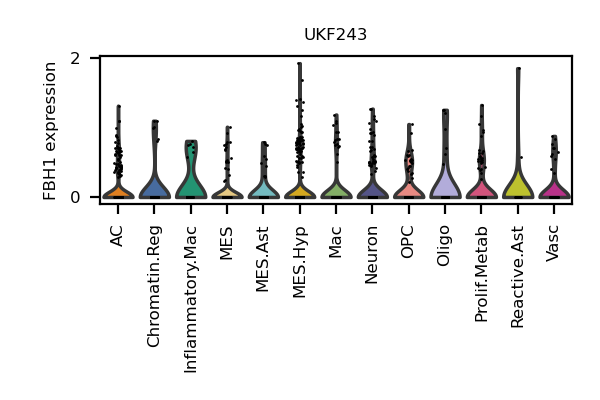 UKF243
FBH1 expression
2
0
AC
Chromatin.Reg
Inflammatory.Mac
MES
MES.Ast
MES.Hyp
Mac
Neuron
OPC
Oligo
Prolif.Metab
Reactive.Ast
Vasc